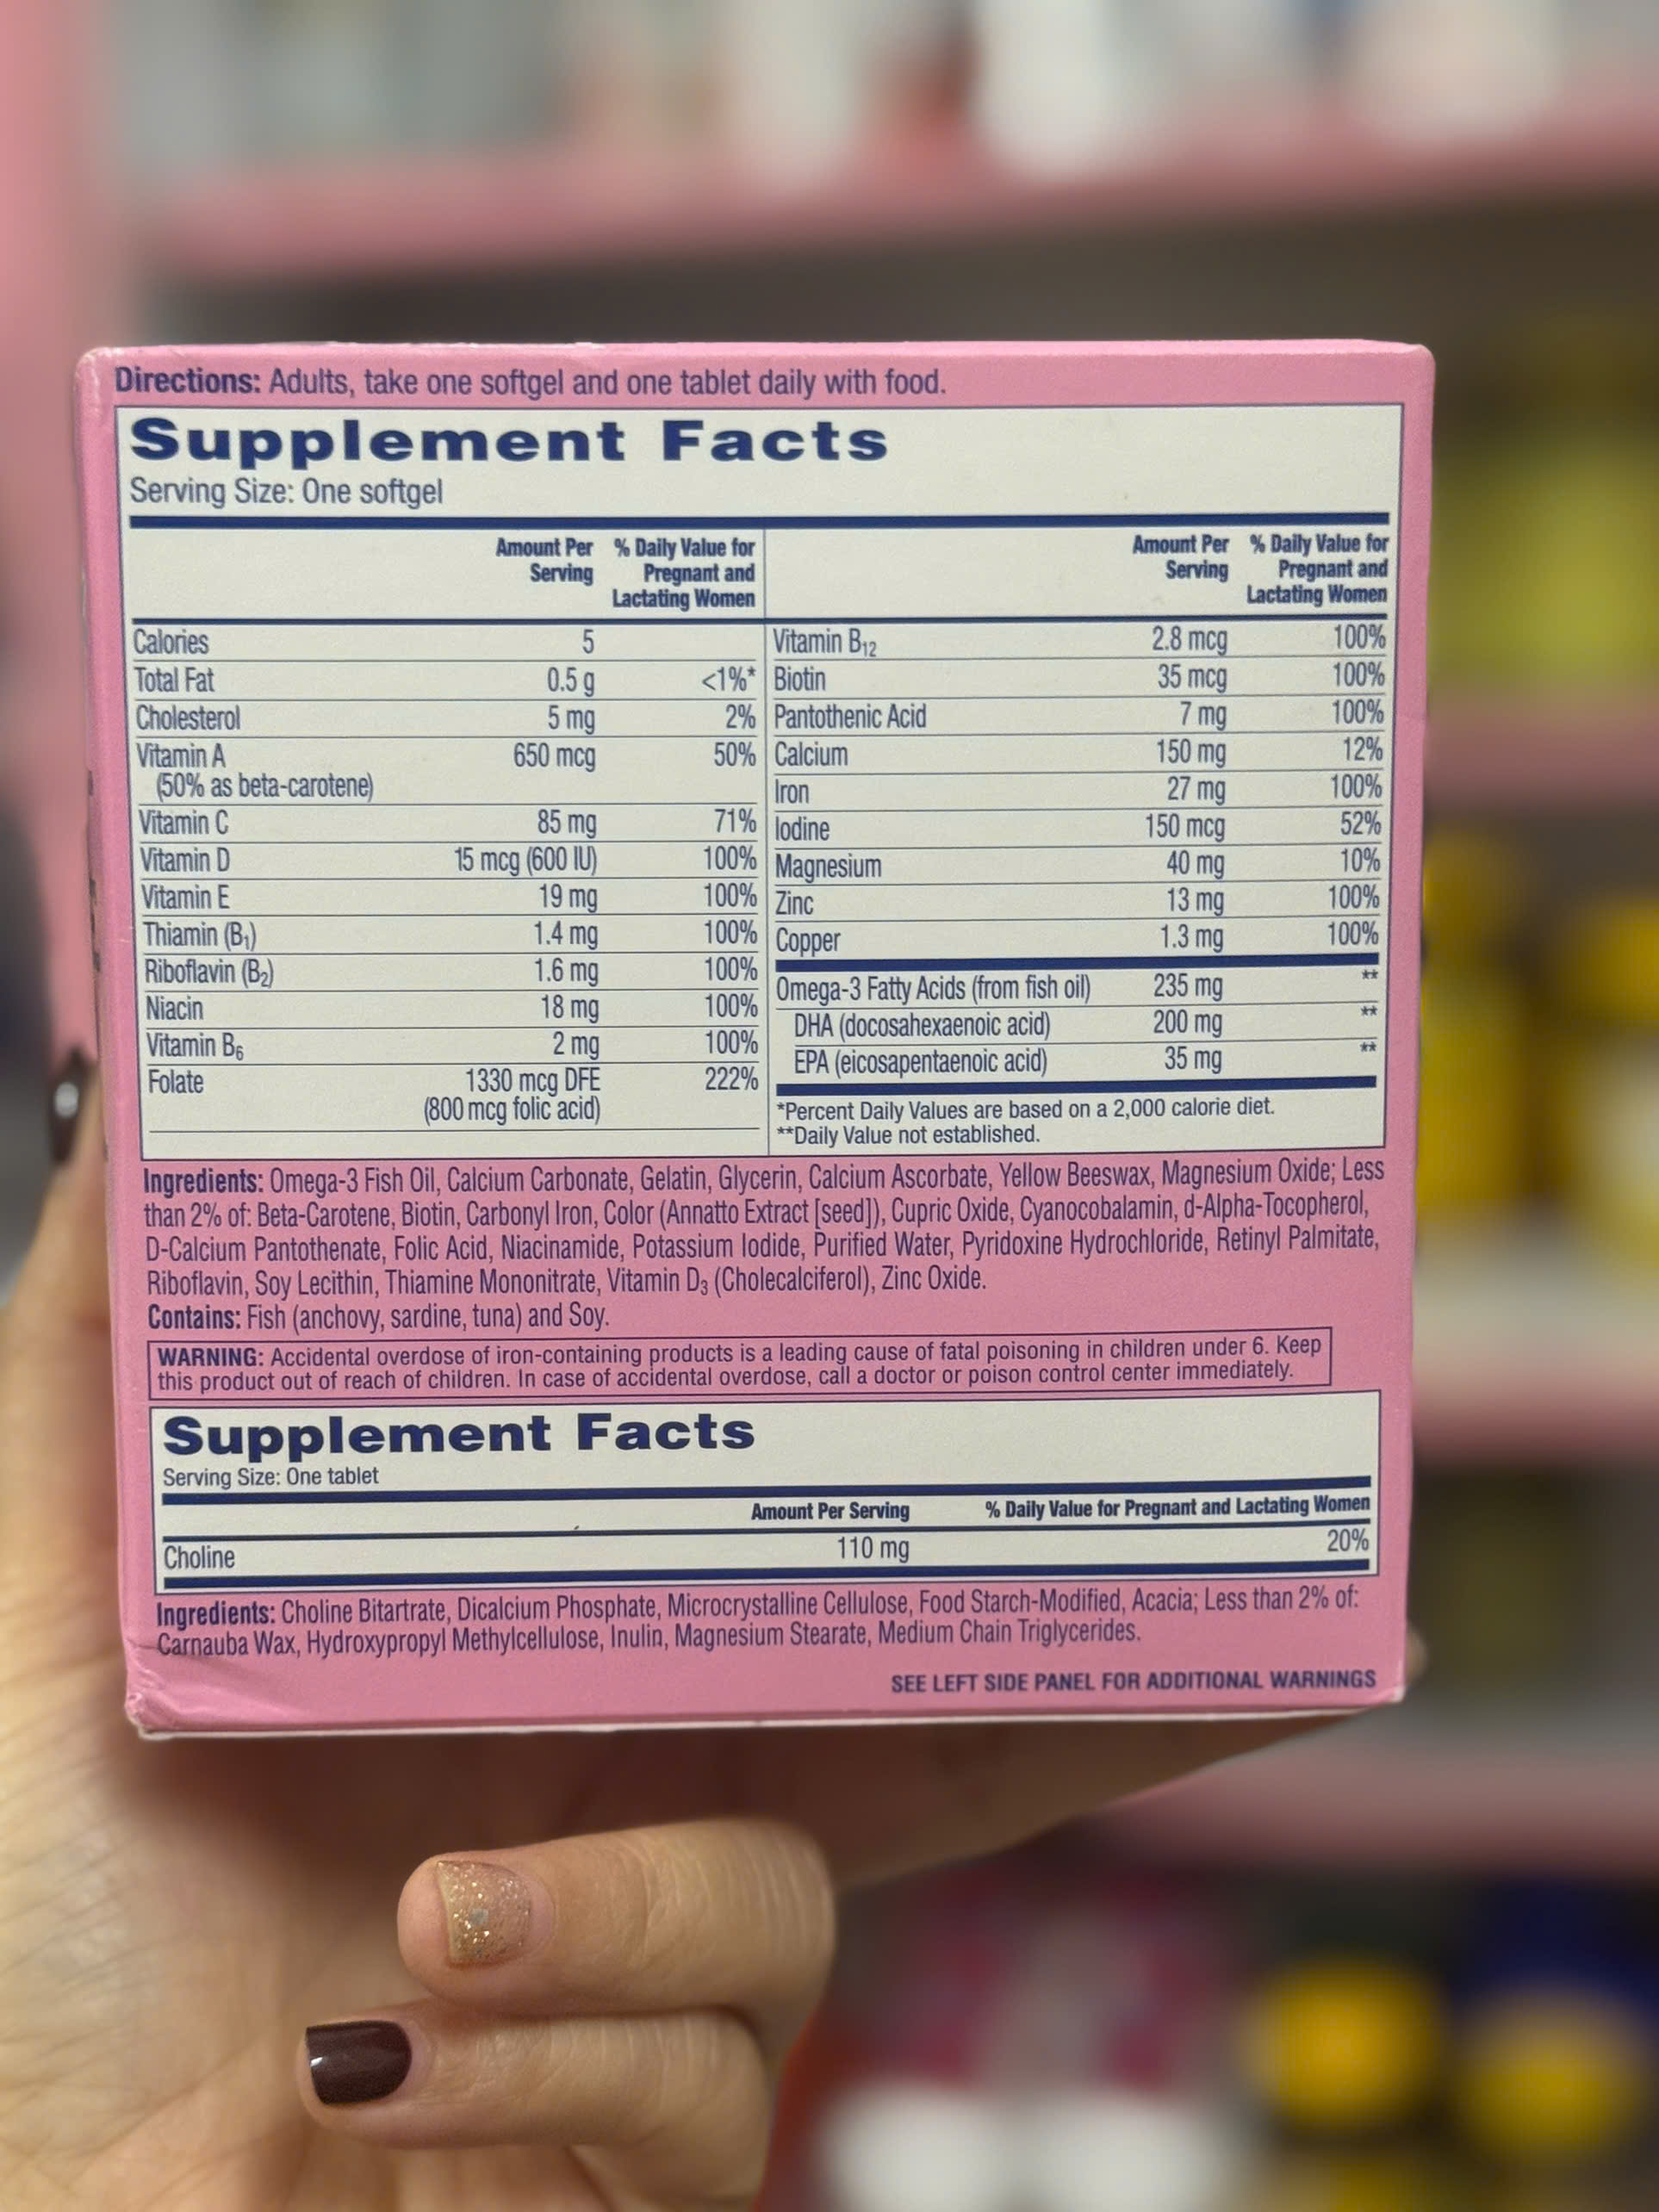 Directions: Adults, take one softgel and one tablet daily with food.
Supplement Facts
Serving Size: One softgel
Amount Per Serving % Daily Value for Pregnant and Lactating Women
Calories 5
Total Fat 0.5 g <1%*
Cholesterol 5 mg 2%
Vitamin A 650 mcg 50%
(50% as beta-carotene)
Vitamin C 85 mg 71%
Vitamin D 15 mcg (600 IU) 100%
Vitamin E 19 mg 100%
Thiamin (B₁) 1.4 mg 100%
Riboflavin (B₂) 1.6 mg 100%
Niacin 18 mg 100%
Vitamin B₆ 2 mg 100%
Folate 1330 mcg DFE 222%
(800 mcg folic acid)
Amount Per Serving % Daily Value for Pregnant and Lactating Women
Vitamin B₁₂ 2.8 mcg 100%
Biotin 35 mcg 100%
Pantothenic Acid 7 mg 100%
Calcium 150 mg 12%
Iron 27 mg 100%
Iodine 150 mcg 52%
Magnesium 40 mg 10%
Zinc 13 mg 100%
Copper 1.3 mg 100%
Omega-3 Fatty Acids (from fish oil) 235 mg **
DHA (docosahexaenoic acid) 200 mg **
EPA (eicosapentaenoic acid) 35 mg **
*Percent Daily Values are based on a 2,000 calorie diet.
**Daily Value not established.
Ingredients: Omega-3 Fish Oil, Calcium Carbonate, Gelatin, Glycerin, Calcium Ascorbate, Yellow Beeswax, Magnesium Oxide; Less
than 2% of: Beta-Carotene, Biotin, Carbonyl Iron, Color (Annatto Extract [seed]), Cupric Oxide, Cyanocobalamin, d-Alpha-Tocopherol,
D-Calcium Pantothenate, Folic Acid, Niacinamide, Potassium Iodide, Purified Water, Pyridoxine Hydrochloride, Retinyl Palmitate,
Riboflavin, Soy Lecithin, Thiamine Mononitrate, Vitamin D₃ (Cholecalciferol), Zinc Oxide.
Contains: Fish (anchovy, sardine, tuna) and Soy.
WARNING: Accidental overdose of iron-containing products is a leading cause of fatal poisoning in children under 6. Keep
this product out of reach of children. In case of accidental overdose, call a doctor or poison control center immediately.
Supplement Facts
Serving Size: One tablet
Amount Per Serving % Daily Value for Pregnant and Lactating Women
Choline 110 mg 20%
Ingredients: Choline Bitartrate, Dicalcium Phosphate, Microcrystalline Cellulose, Food Starch-Modified, Acacia; Less than 2% of:
Carnauba Wax, Hydroxypropyl Methylcellulose, Inulin, Magnesium Stearate, Medium Chain Triglycerides.
SEE LEFT SIDE PANEL FOR ADDITIONAL WARNINGS